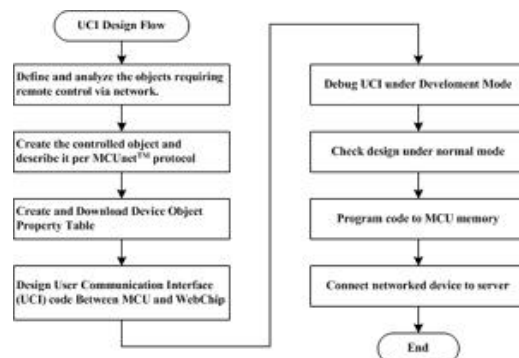 UCI Design Flow
Define and analyze the objects requiring
remote control via network.
Create the controlled object and
describe it per MCUnet™ protocol
Create and Download Device Object
Property Table
Design User Communication Interface
(UCI) code Between MCU and WebChip
Debug UCI under Develoment Mode
Check design under normal mode
Program code to MCU memory
Connect networked device to server
End